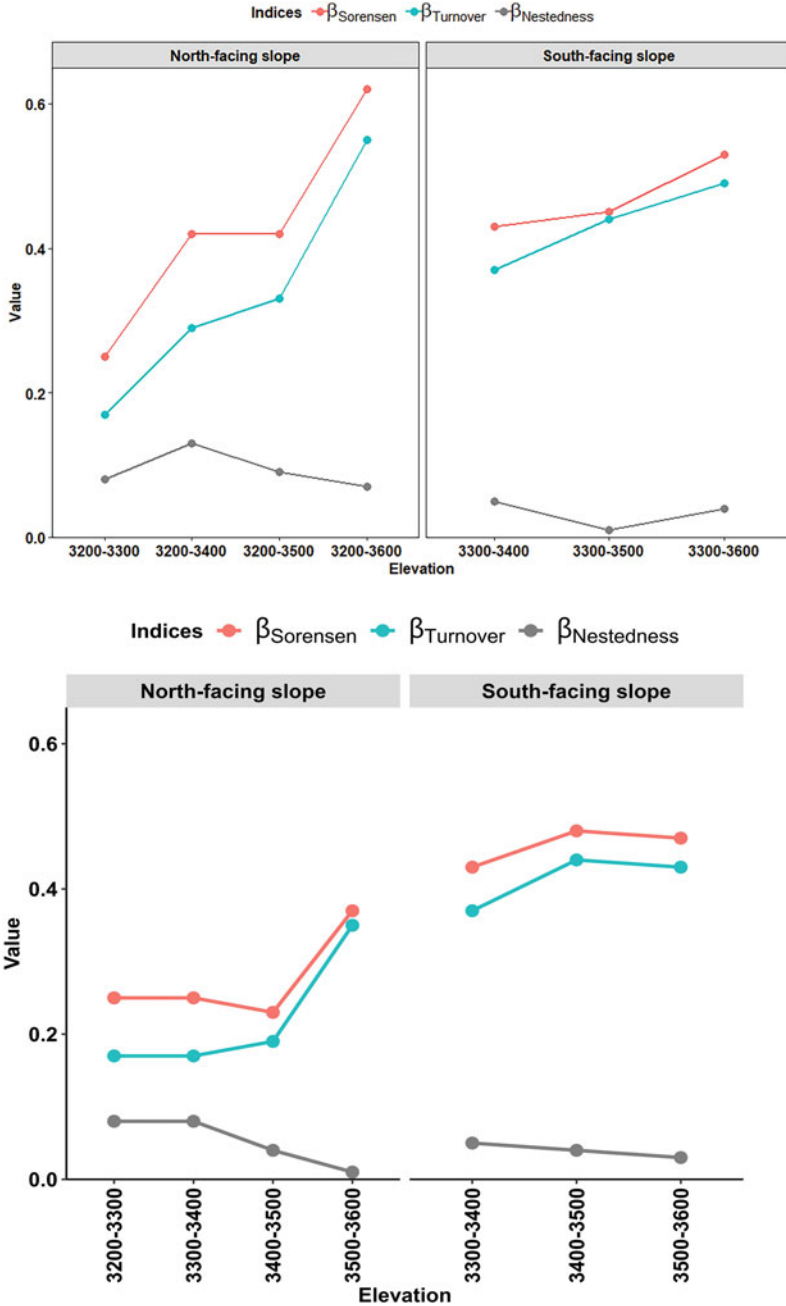 Indices βSorensen βTurnover βNestedness
North-facing slope South-facing slope
0.6
0.4
0.2
0.0
Value
3200-3300 3200-3400 3200-3500 3200-3600 3300-3400 3300-3500 3300-3600
Elevation
Indices βSorensen βTurnover βNestedness
North-facing slope South-facing slope
0.6
0.4
0.2
0.0
Value
3200-3300 3300-3400 3400-3500 3500-3600 3300-3400 3400-3500 3500-3600
Elevation